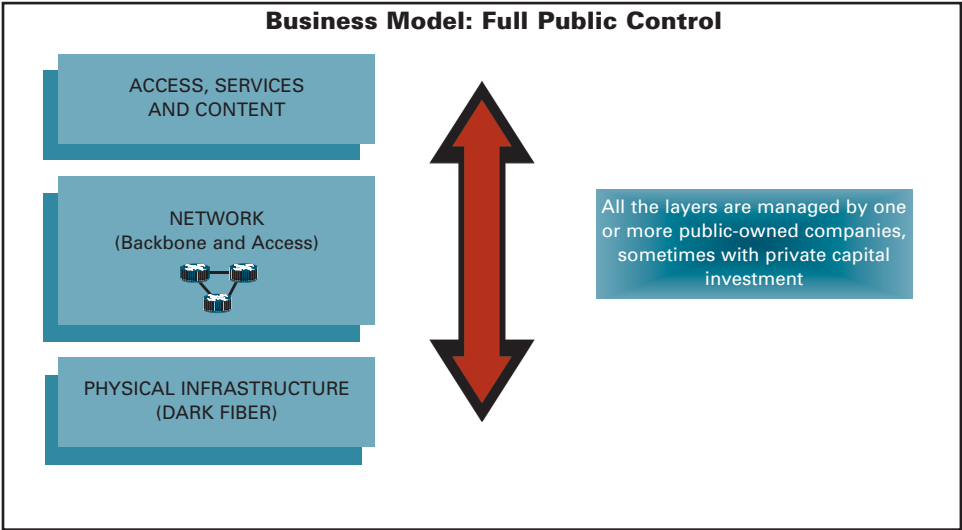 Business Model: Full Public Control
ACCESS, SERVICES
AND CONTENT
NETWORK
(Backbone and Access)
PHYSICAL INFRASTRUCTURE
(DARK FIBER)
All the layers are managed by one
or more public-owned companies,
sometimes with private capital
investment